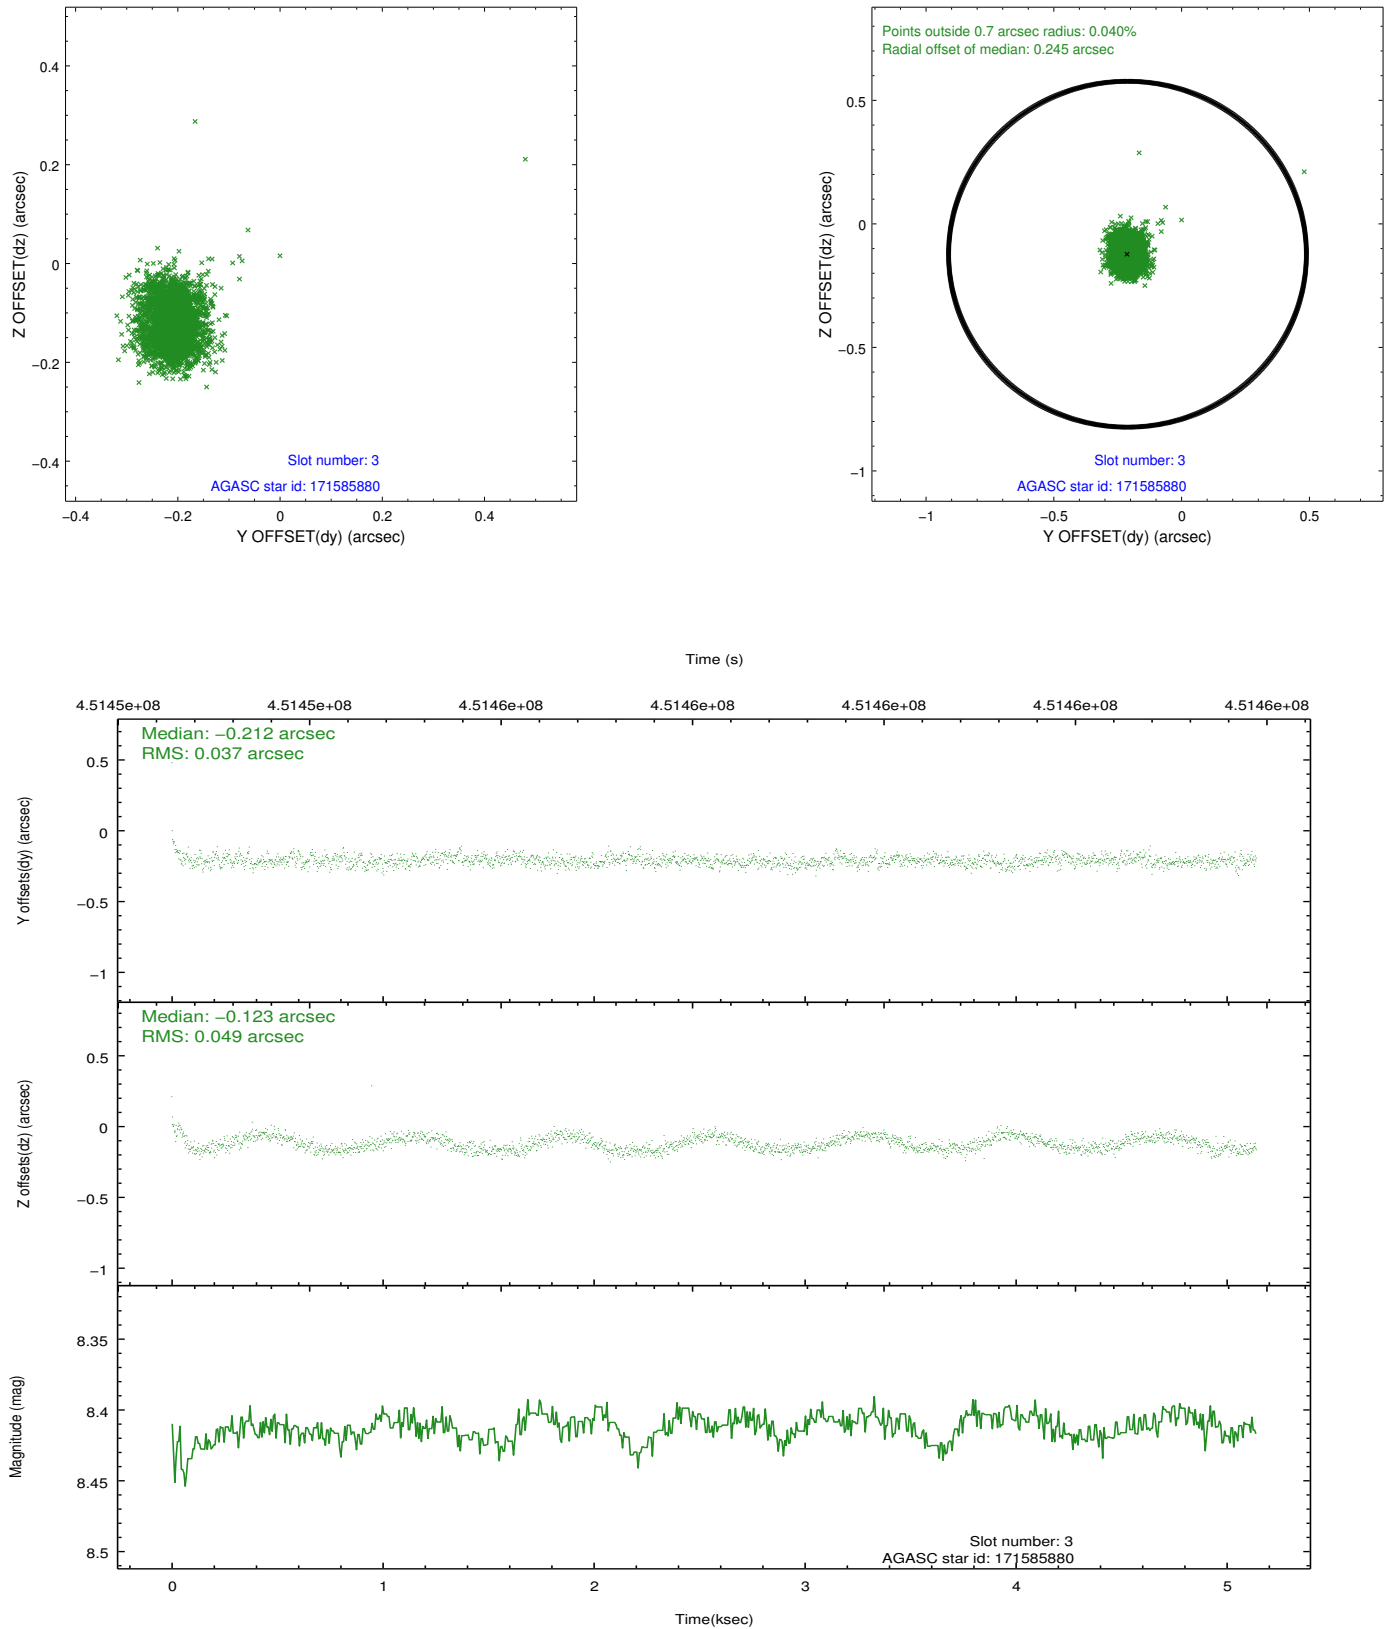 0.4
0.2
0
−0.2
−0.4
Z OFFSET(dz) (arcsec)
Slot number: 3
AGASC star id: 171585880
−0.4 −0.2 0 0.2 0.4
Y OFFSET(dy) (arcsec)
Points outside 0.7 arcsec radius: 0.040%
Radial offset of median: 0.245 arcsec
0.5
0
−0.5
−1
Z OFFSET(dz) (arcsec)
Slot number: 3
AGASC star id: 171585880
−1 −0.5 0 0.5
Y OFFSET(dy) (arcsec)
Time (s)
4.5145e+08 4.5145e+08 4.5146e+08 4.5146e+08 4.5146e+08 4.5146e+08 4.5146e+08
Median: −0.212 arcsec
RMS: 0.037 arcsec
0.5
0
−0.5
−1
Y offsets(dy) (arcsec)
Median: −0.123 arcsec
RMS: 0.049 arcsec
0.5
0
−0.5
−1
Z offsets(dz) (arcsec)
8.35
8.4
8.45
8.5
Magnitude (mag)
Slot number: 3
AGASC star id: 171585880
0 1 2 3 4 5
Time(ksec)